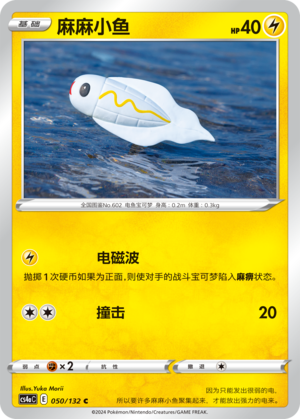 基础 麻麻小鱼 HP40
全国图鉴No.602 电鱼宝可梦 身高：0.2m 体重：0.3kg
电磁波
抛掷1次硬币如果为正面，则使对手的战斗宝可梦陷入麻痹状态。
撞击 20
弱点 ×2 抗性 撤退
Illus.Yuka Morii
CS4aC E 050/132 C
因为只能发出很弱的电，
所以要许多麻麻小鱼聚集起来，才能放出强力的电来。
©2024 Pokémon/Nintendo/Creatures/GAME FREAK.